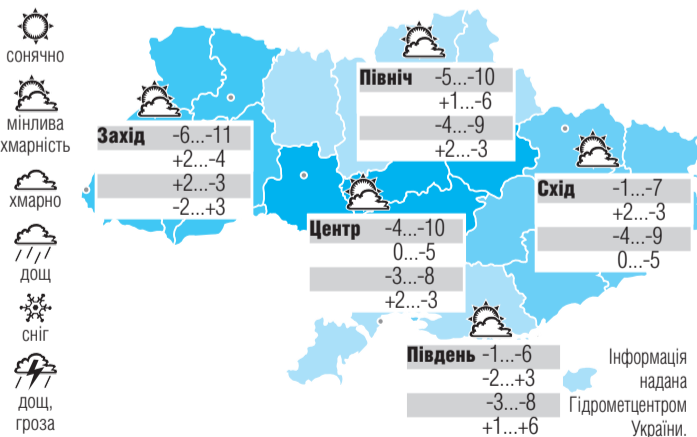 сонячно
мінлива
хмарність
хмарно
дощ
сніг
дощ,
гроза
Північ -5...-10
+1...-6
-4...-9
+2...-3
Захід -6...-11
+2...-4
+2...-3
-2...+3
Схід -1...-7
+2...-3
-4...-9
0...-5
Центр -4...-10
0...-5
-3...-8
+2...-3
Південь -1...-6
-2...+3
-3...-8
+1...+6
Інформація
надана
Гідрометцентром
України.